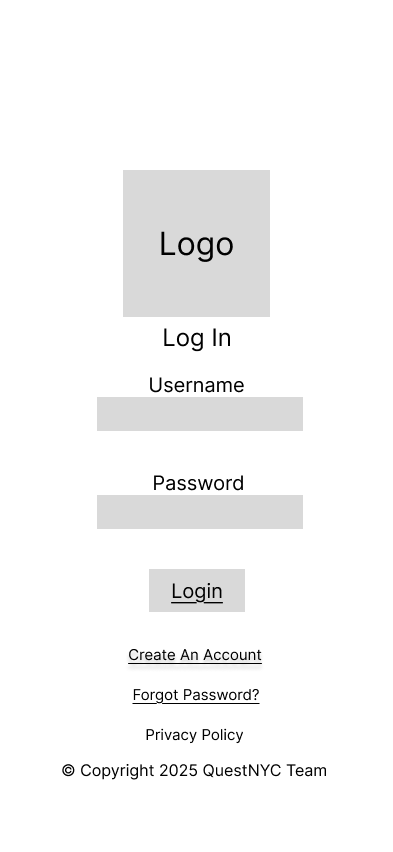 Logo
Log In
Username
Password
Login
Create An Account
Forgot Password?
Privacy Policy
© Copyright 2025 QuestNYC Team